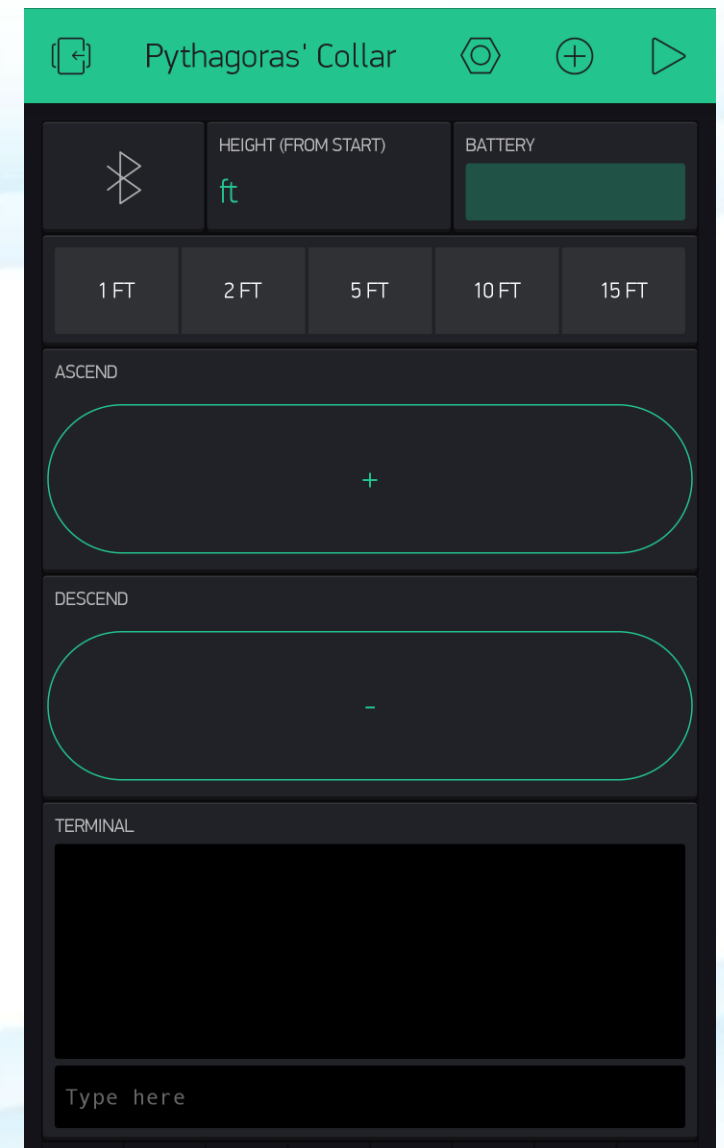 Pythagoras' Collar
HEIGHT (FROM START)
BATTERY
ft
1 FT
2 FT
5 FT
10 FT
15 FT
ASCEND
+
DESCEND
-
TERMINAL
Type here